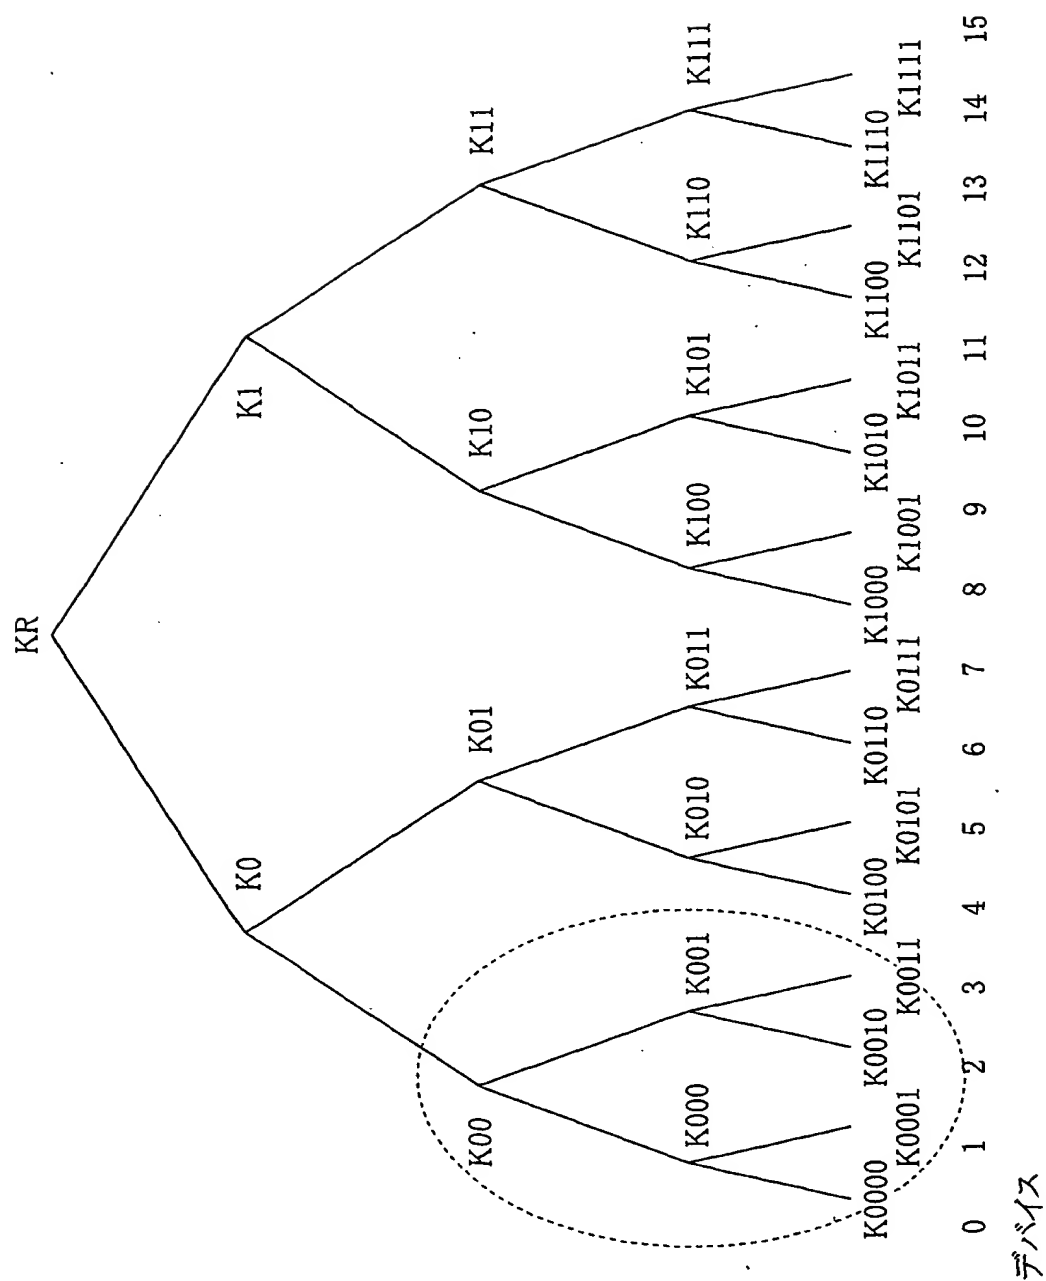 KR
K0
K1
K00
K01
K10
K11
K000
K001
K010
K011
K100
K101
K110
K111
K0000
K0001
K0010
K0011
K0100
K0101
K0110
K0111
K1000
K1001
K1010
K1011
K1100
K1101
K1110
K1111
デバイス
0 1 2 3 4 5 6 7 8 9 10 11 12 13 14 15